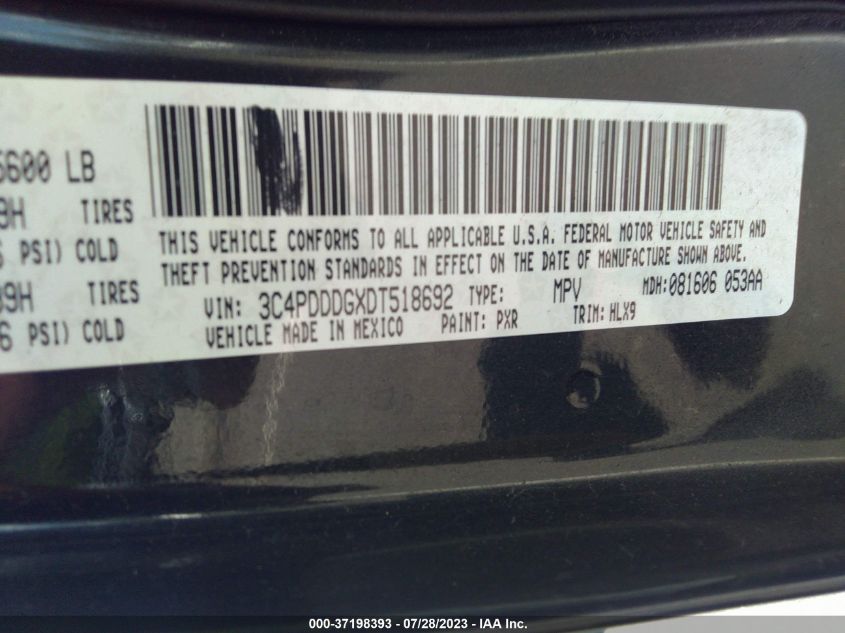 5600 LB
9H TIRES
PSI) COLD
99H TIRES
6 PSI) COLD
THIS VEHICLE CONFORMS TO ALL APPLICABLE U.S.A. FEDERAL MOTOR VEHICLE SAFETY AND
THEFT PREVENTION STANDARDS IN EFFECT ON THE DATE OF MANUFACTURE SHOWN ABOVE.
VIN: 3C4PDDDGXDT518692 TYPE: MPV MDH:081606 053AA
VEHICLE MADE IN MEXICO PAINT: PXR TRIM: HLX9
000-37198393 - 07/28/2023 - IAA Inc.